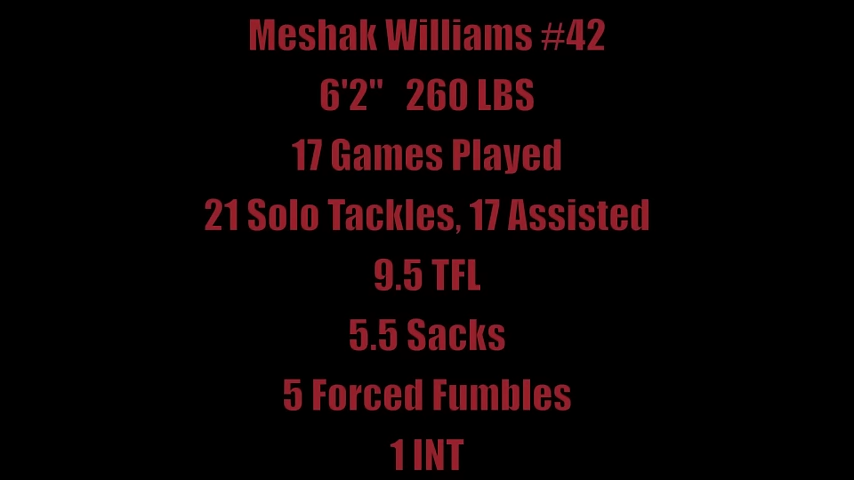 Meshak Williams #42
6'2" 260 LBS
17 Games Played
21 Solo Tackles, 17 Assisted
9.5 TFL
5.5 Sacks
5 Forced Fumbles
1 INT